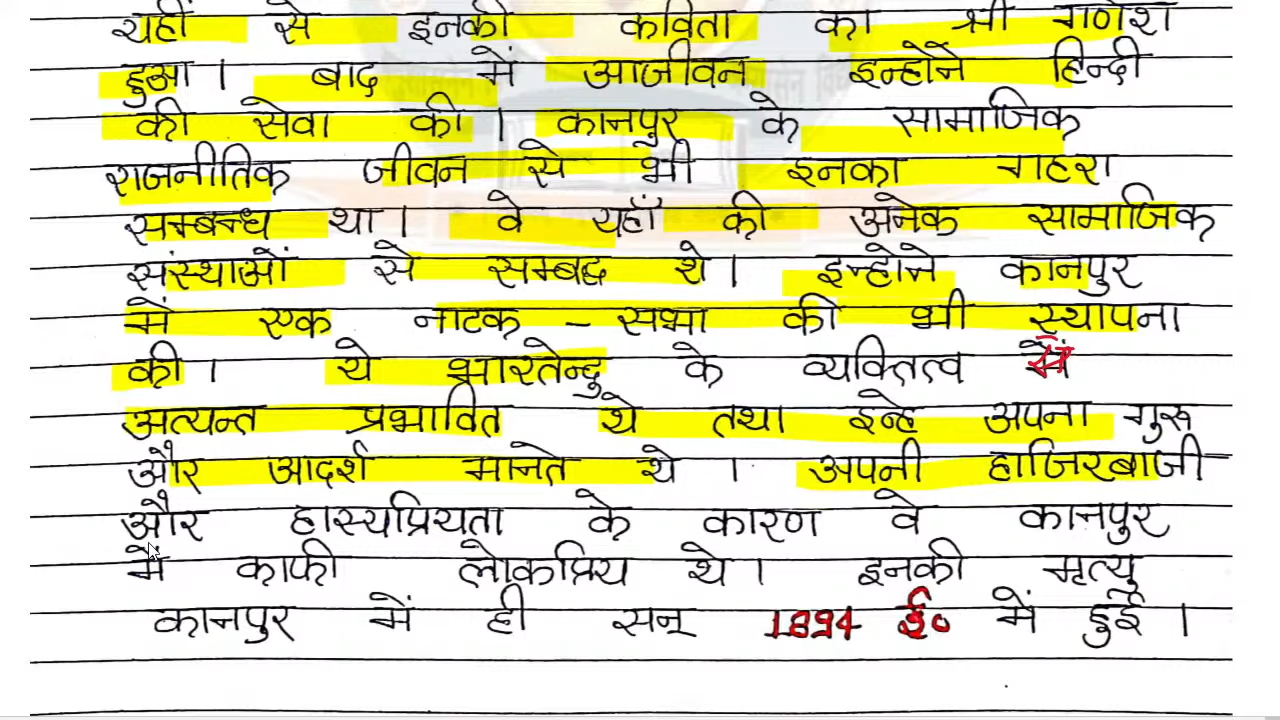 यहीं से इनकी कविता का श्री गणेश
हुआ। बाद में आजीवन इन्होनें हिन्दी
की सेवा की। कानपुर के सामाजिक
राजनीतिक जीवन से भी इनका गहरा
सम्बन्ध था। वे यहाँ की अनेक सामाजिक
संस्थाओं से सम्बद्ध थे। इन्होने कानपुर
में एक नाटक - सभा की भी स्थापना
की। ये भारतेन्दु के व्यक्तित्व
अत्यन्त प्रभावित थे तथा इन्हे अपना गुरू
और आदर्श मानते थे। अपनी हाजिरबाजी
और हास्यप्रियता के कारण वे कानपुर
में काफी लोकप्रिय थे। इनकी मृत्यु
कानपुर में ही सन् 1894 ई० में हुई।